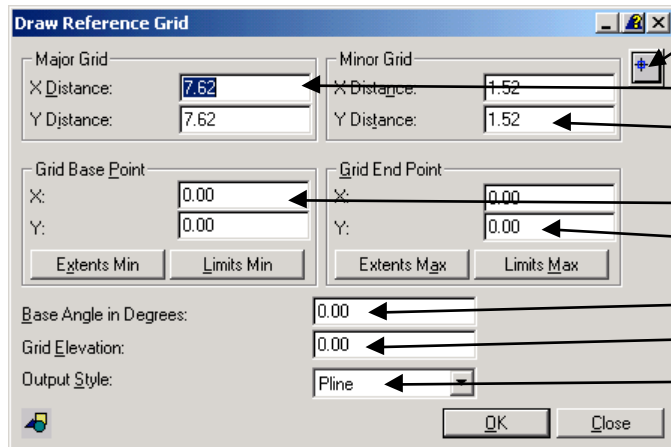 Draw Reference Grid
Major Grid
X Distance: 7.62
Y Distance: 7.62
Minor Grid
X Distance: 1.52
Y Distance: 1.52
Grid Base Point
X: 0.00
Y: 0.00
Extents Min Limits Min
Grid End Point
X: 0.00
Y: 0.00
Extents Max Limits Max
Base Angle in Degrees: 0.00
Grid Elevation: 0.00
Output Style: Pline
OK Close